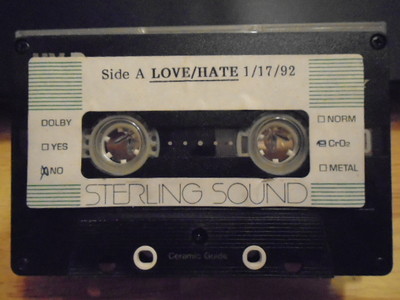 Side A LOVE/HATE 1/17/92
DOLBY
YES
NO
NORM
CrO2
METAL
STERLING SOUND
Ceramic Guide